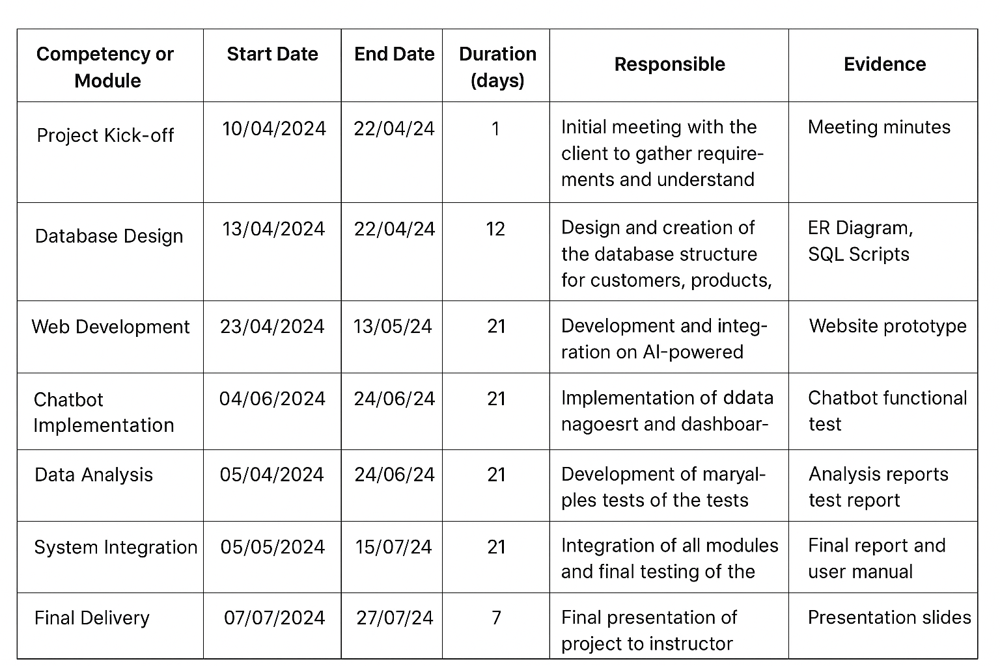 Competency or
Module
Start Date
End Date
Duration
(days)
Responsible
Evidence
Project Kick-off
10/04/2024
22/04/24
1
Initial meeting with the
client to gather require-
ments and understand
Meeting minutes
Database Design
13/04/2024
22/04/24
12
Design and creation of
the database structure
for customers, products,
ER Diagram,
SQL Scripts
Web Development
23/04/2024
13/05/24
21
Development and integ-
ration on AI-powered
Website prototype
Chatbot
Implementation
04/06/2024
24/06/24
21
Implementation of ddata
nagoesrt and dashboar-
Chatbot functional
test
Data Analysis
05/04/2024
24/06/24
21
Development of maryal-
ples tests of the tests
Analysis reports
test report
System Integration
05/05/2024
15/07/24
21
Integration of all modules
and final testing of the
Final report and
user manual
Final Delivery
07/07/2024
27/07/24
7
Final presentation of
project to instructor
Presentation slides